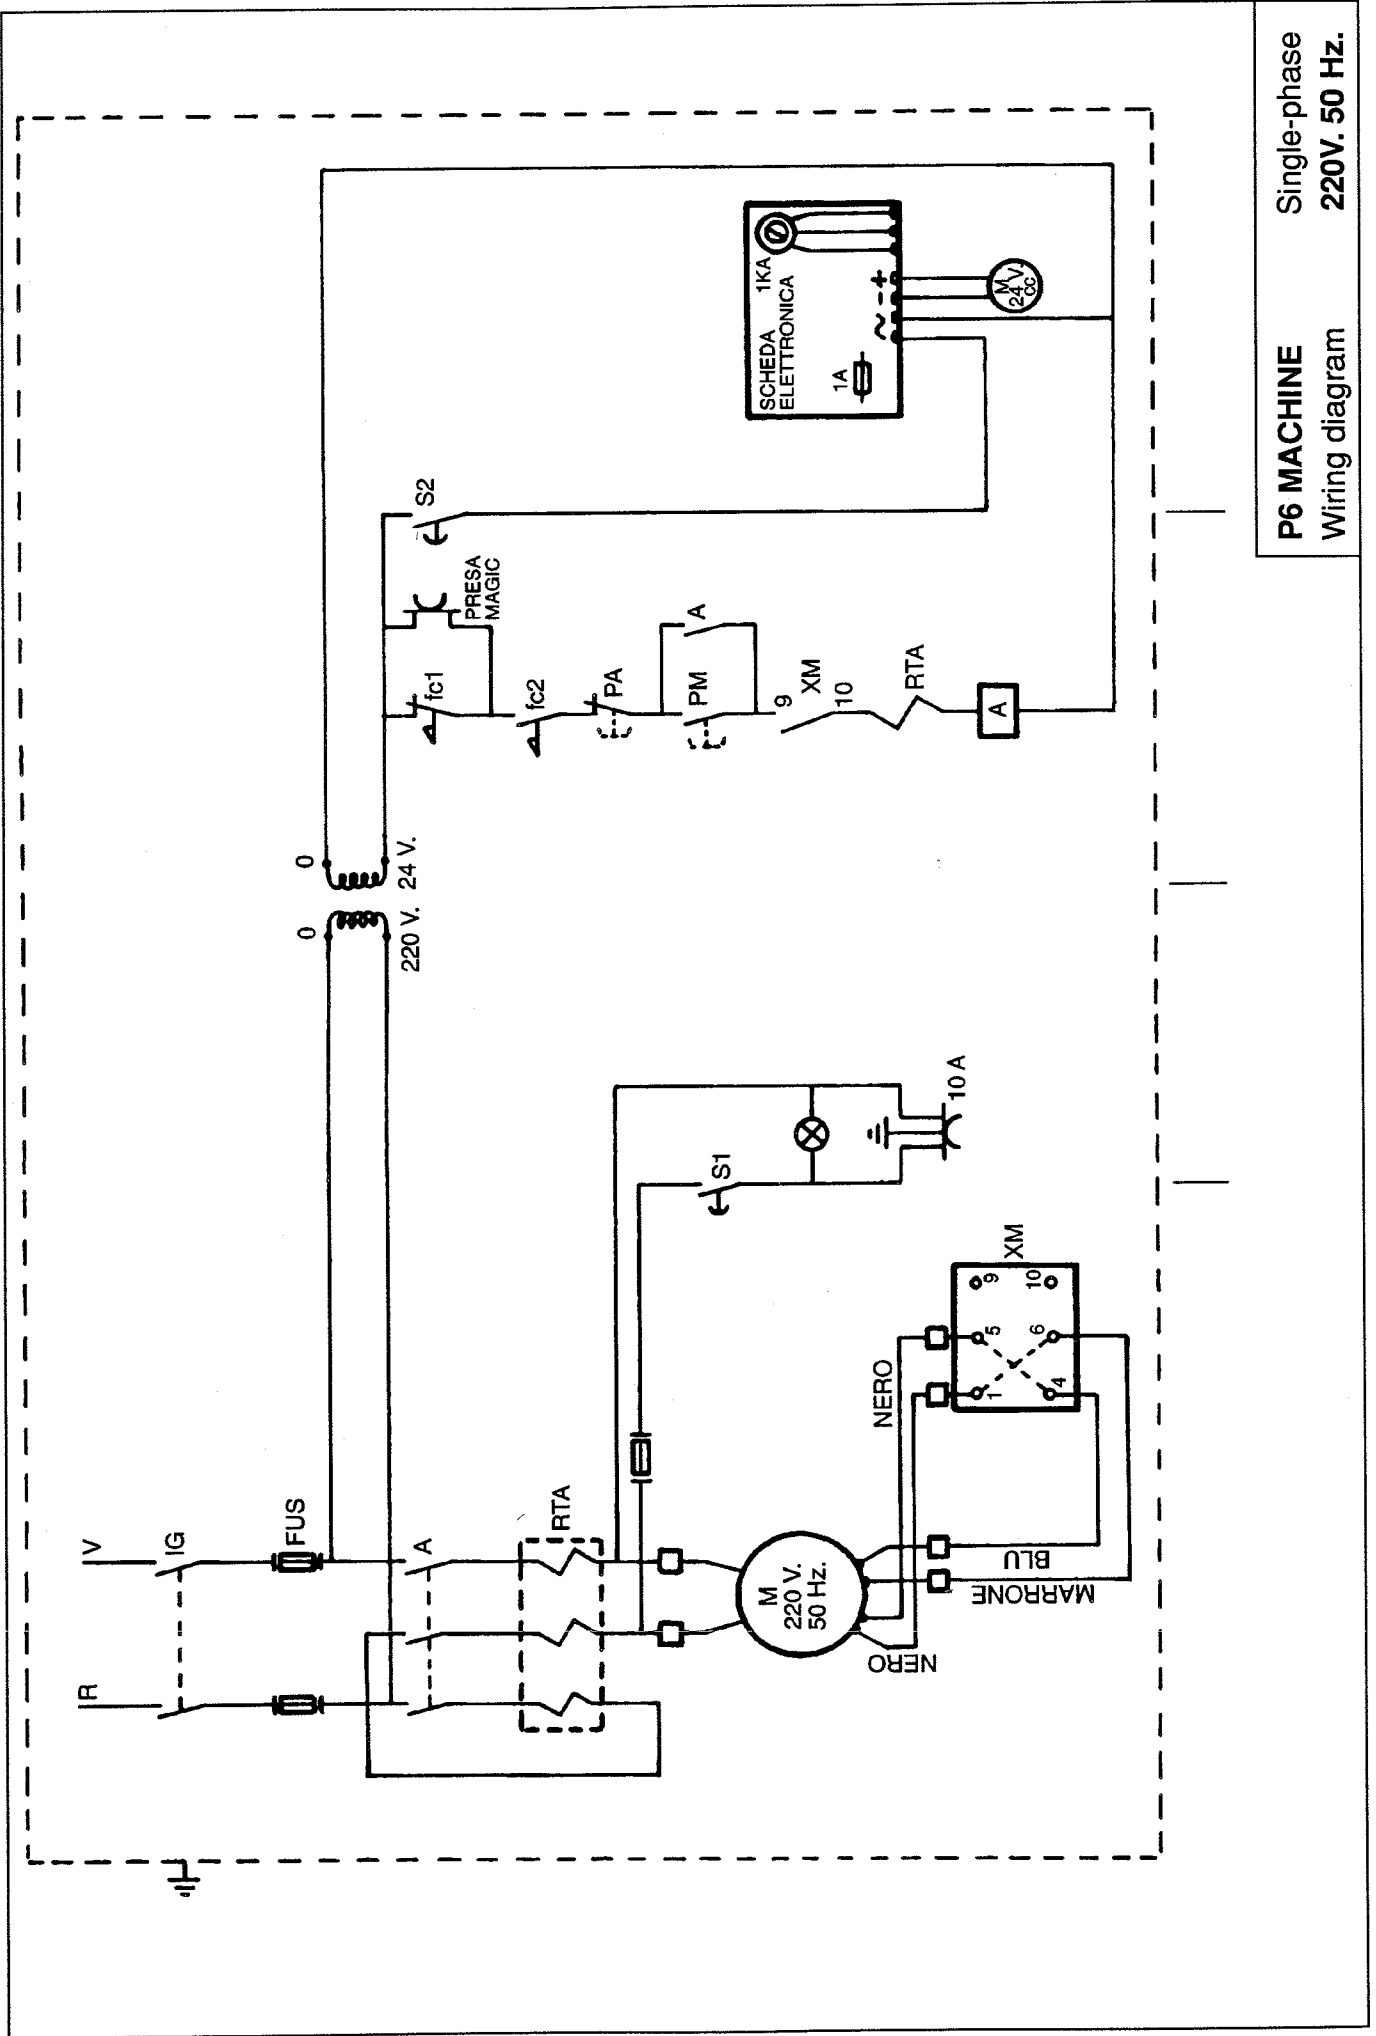 R
V
IG
FUS
A
RTA
M
220 V.
50 Hz.
NERO
NERO
BLU
MARRONE
1
5
9
4
6
10
XM
S1
10 A
0
220 V.
0
24 V.
fc1
PRESA
MAGIC
S2
fc2
PA
PM
A
9
XM
10
RTA
A
SCHEDA
ELETTRONICA
1KA
1A
~ - +
M
24 V.
cc
P6 MACHINE Single-phase
Wiring diagram 220V. 50 Hz.